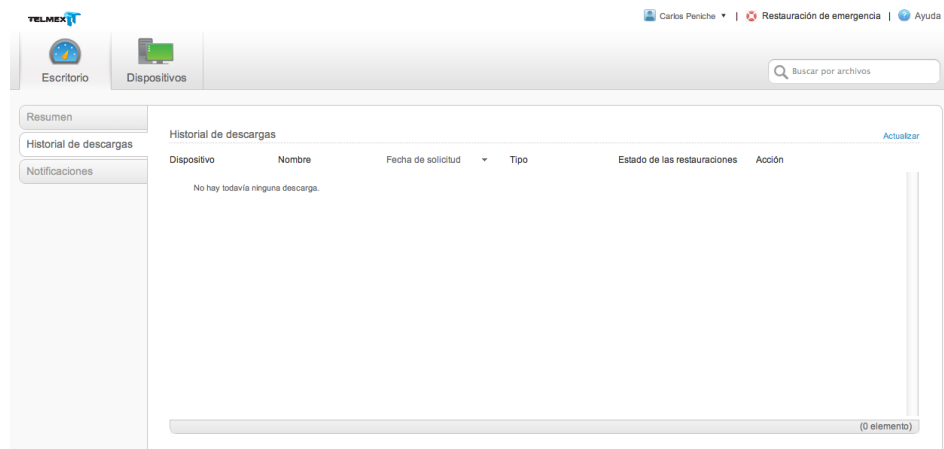 TELMEX
Carlos Peniche ▼ | Restauración de emergencia | Ayuda
Escritorio
Dispositivos
Buscar por archivos
Resumen
Historial de descargas
Notificaciones
Historial de descargas
Actualizar
Dispositivo Nombre Fecha de solicitud Tipo Estado de las restauraciones Acción
No hay todavía ninguna descarga.
(0 elemento)